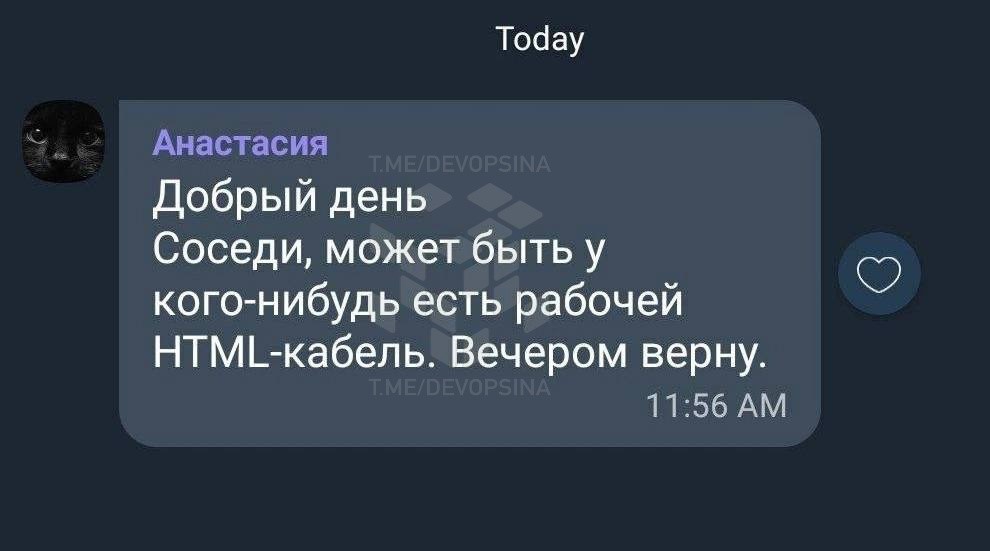 Today
Анастасия
T.ME/DEVOPSINA
Добрый день
Соседи, может быть у
кого-нибудь есть рабочей
HTML-кабель. Вечером верну.
T.ME/DEVOPSINA
11:56 AM